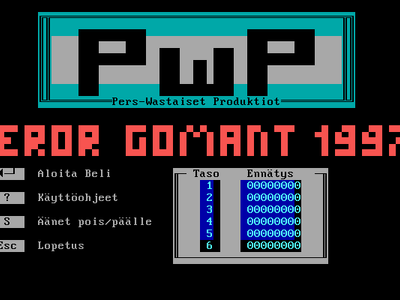 PWP
Pers-Wastaiset Produktiot
EROR GOMANT 1997
Aloita Beli
? Käyttöohjeet
S Äänet pois/päälle
Esc Lopetus
Taso Ennätys
1 00000000
2 00000000
3 00000000
4 00000000
5 00000000
6 00000000